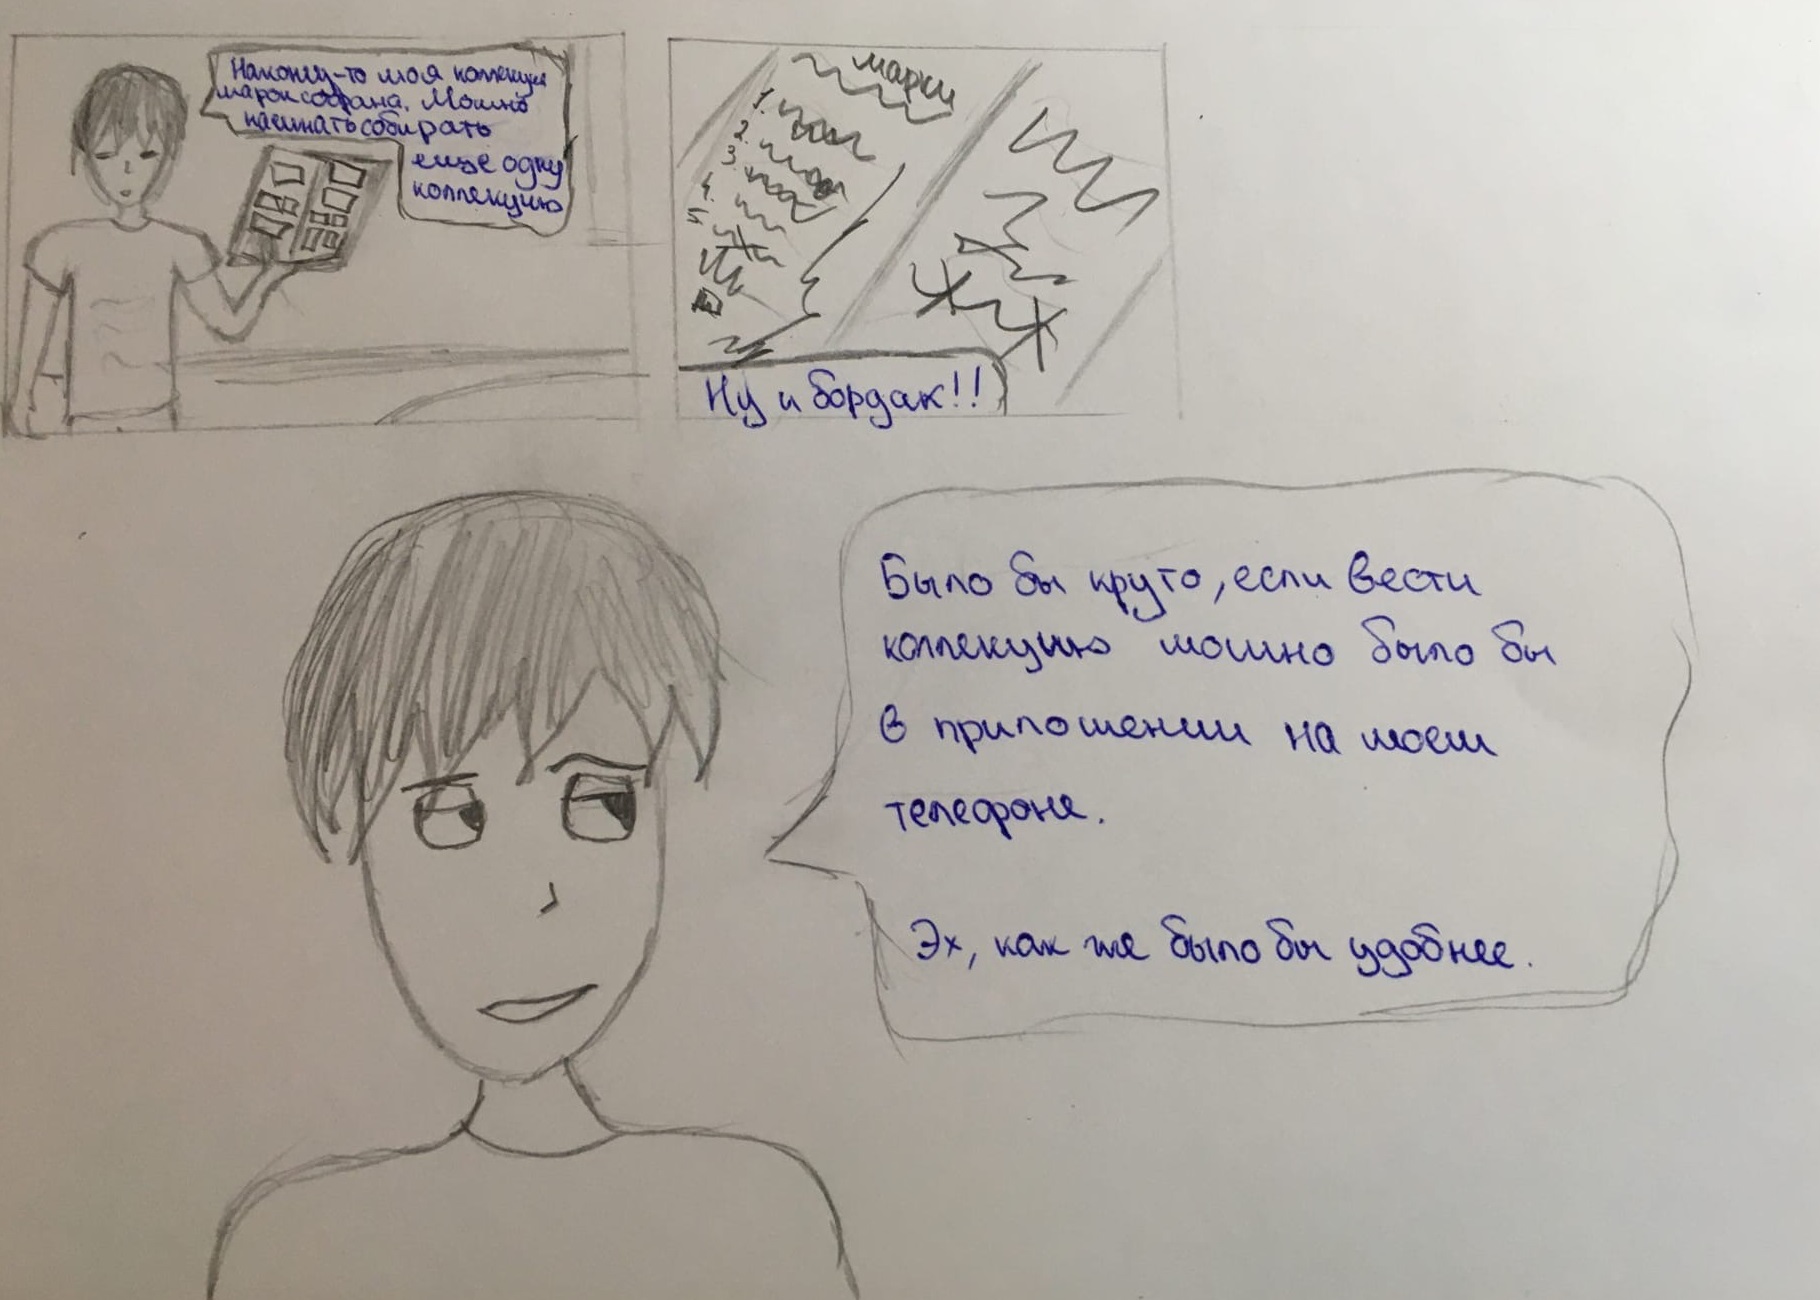 Наконец-то моя коллекция
марок собрана. Можно
начинать собирать
еще одну
коллекцию
марки
1.
2.
3.
4.
5.
Ну и бордак!!
Было бы круто, если вести
коллекцию можно было бы
в приложении на моем
телефоне.
Эх, как же было бы удобнее.